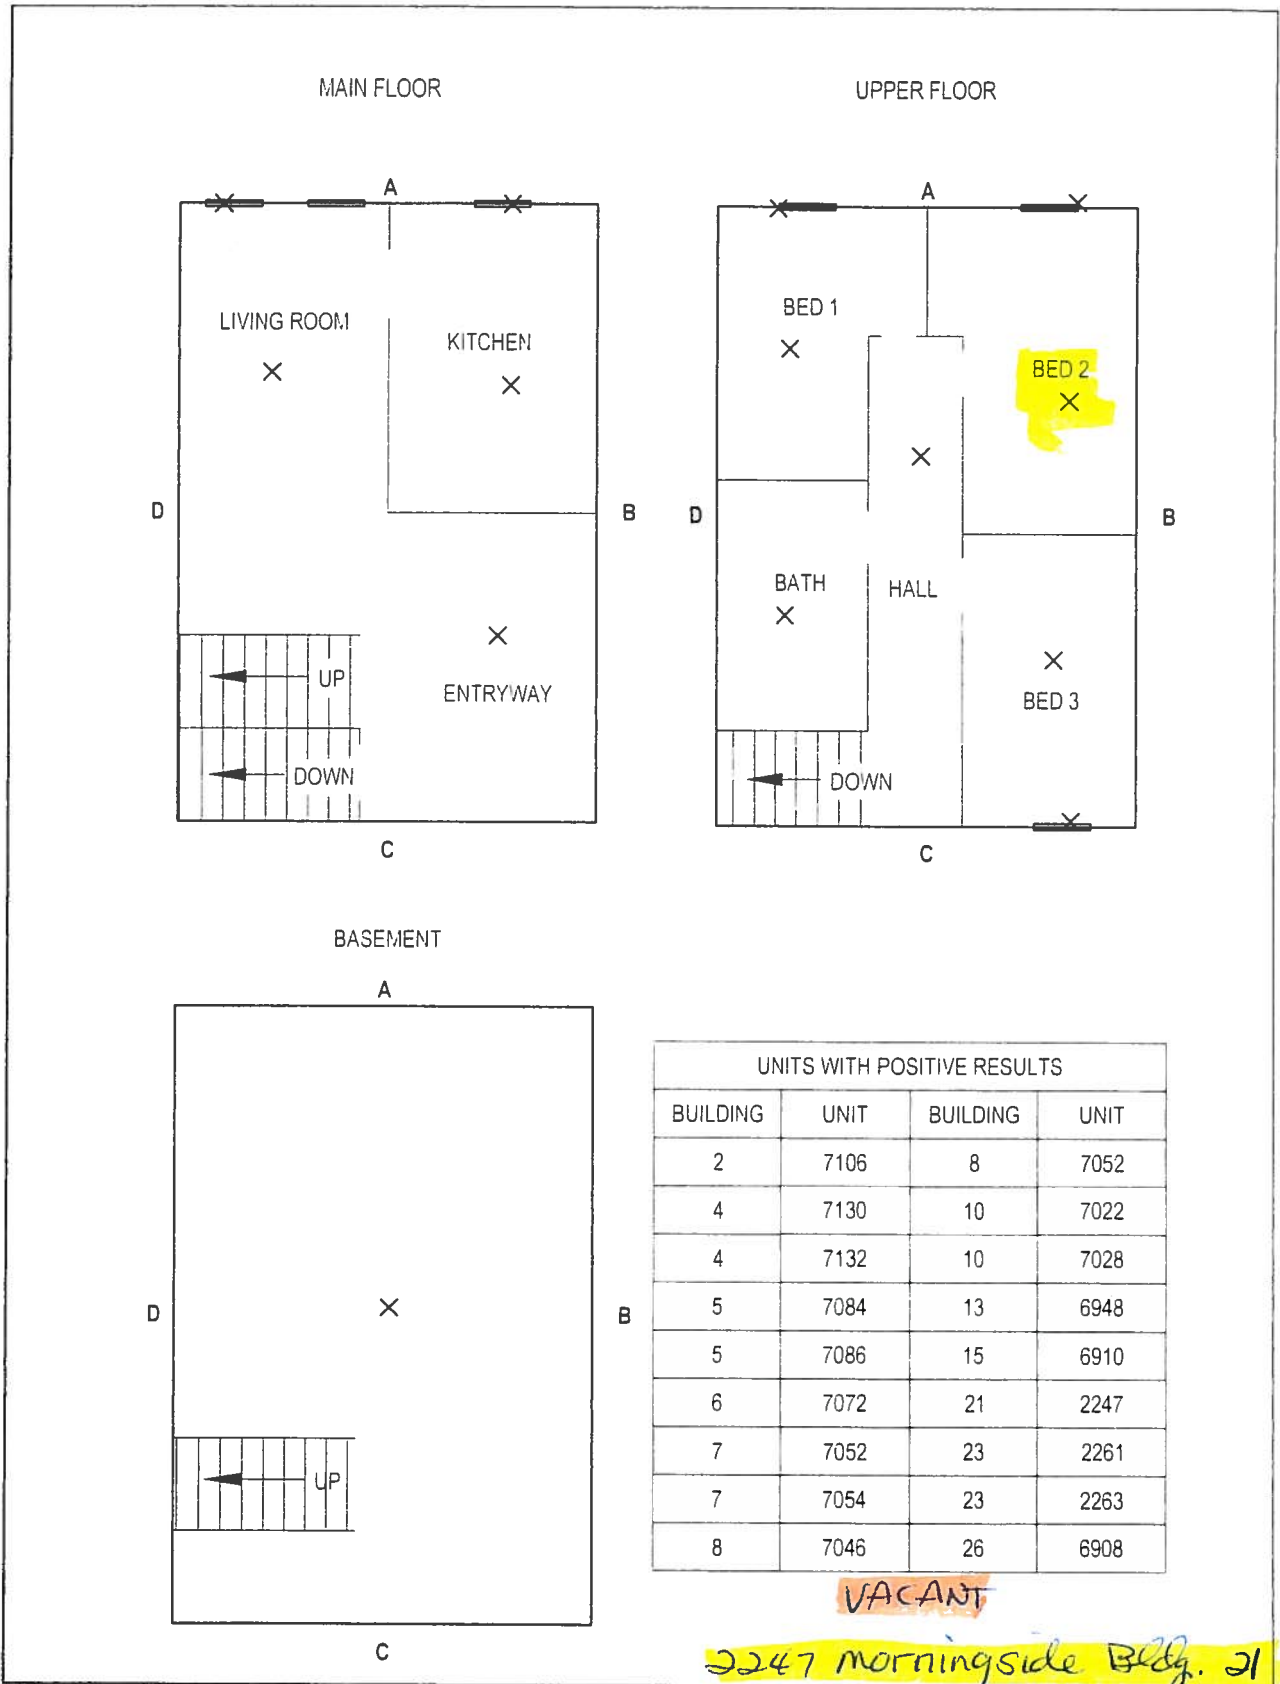 MAIN FLOOR
UPPER FLOOR
A
A
LIVING ROOM
KITCHEN
BED 1
BED 2
D
B
D
B
BATH
HALL
UP
ENTRYWAY
BED 3
DOWN
DOWN
C
C
BASEMENT
A
D
B
UP
C
UNITS WITH POSITIVE RESULTS
BUILDING UNIT BUILDING UNIT
2 7106 8 7052
4 7130 10 7022
4 7132 10 7028
5 7084 13 6948
5 7086 15 6910
6 7072 21 2247
7 7052 23 2261
7 7054 23 2263
8 7046 26 6908
VACANT
2247 morningside Bldg. 21